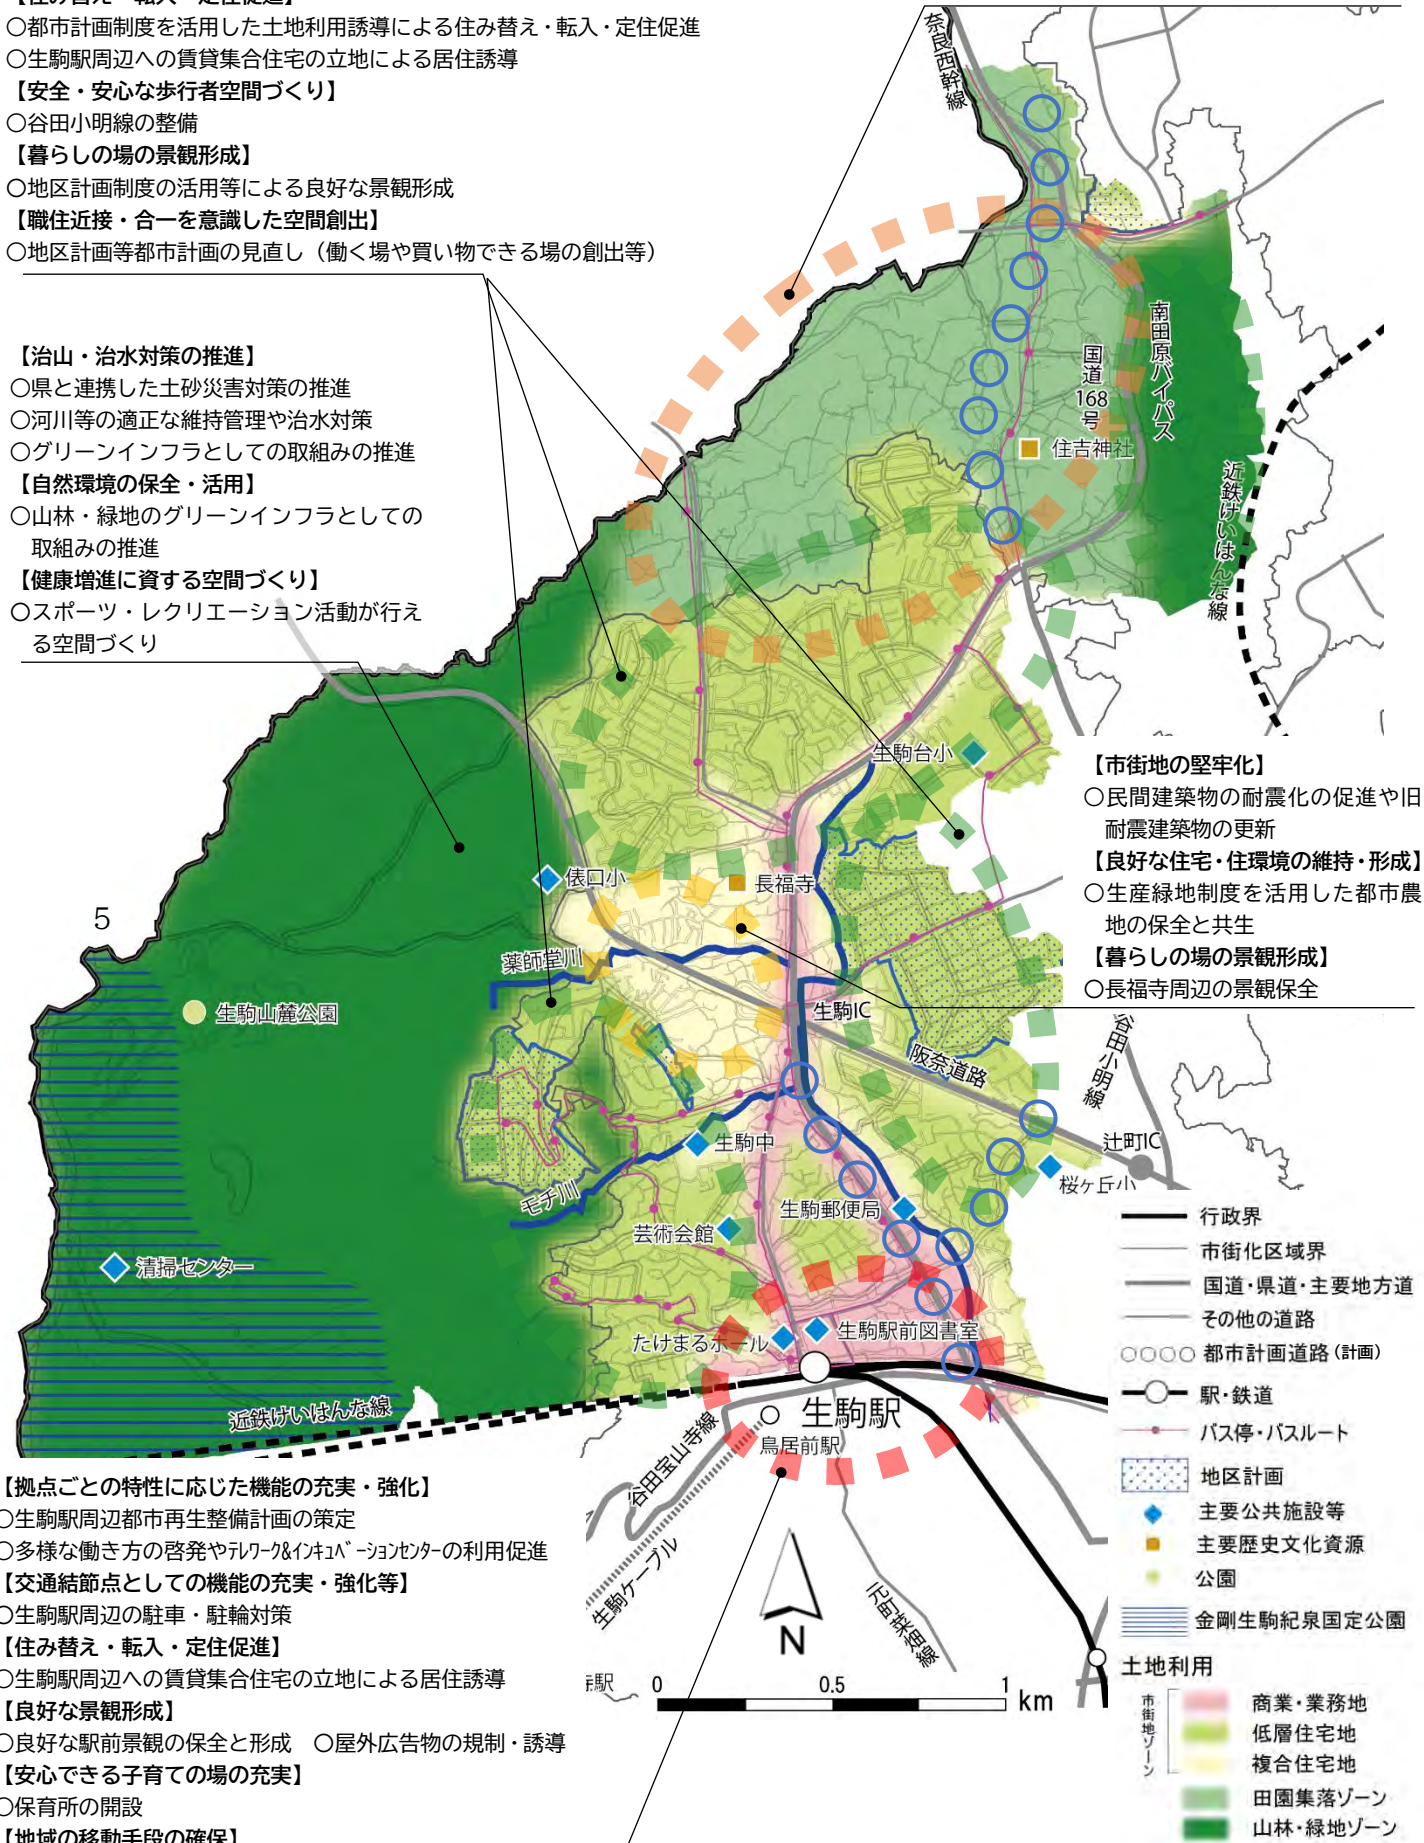 【住み替え・転入・定住促進】
○都市計画制度を活用した土地利用誘導による住み替え・転入・定住促進
○生駒駅周辺への賃貸集合住宅の立地による居住誘導
【安全・安心な歩行者空間づくり】
○谷田小明線の整備
【暮らしの場の景観形成】
○地区計画制度の活用等による良好な景観形成
【職住近接・合一を意識した空間創出】
○地区計画等都市計画の見直し（働く場や買い物できる場の創出等）
【治山・治水対策の推進】
○県と連携した土砂災害対策の推進
○河川等の適正な維持管理や治水対策
○グリーンインフラとしての取組みの推進
【自然環境の保全・活用】
○山林・緑地のグリーンインフラとしての
取組みの推進
【健康増進に資する空間づくり】
○スポーツ・レクリエーション活動が行え
る空間づくり
奈良西幹線
南田原バイパス
国道168号
住吉神社
近鉄けいはんな線
生駒台小
【市街地の堅牢化】
○民間建築物の耐震化の促進や旧
耐震建築物の更新
【良好な住宅・住環境の維持・形成】
○生産緑地制度を活用した都市農
地の保全と共生
【暮らしの場の景観形成】
○長福寺周辺の景観保全
俵口小
長福寺
5
薬師堂川
生駒山麓公園
生駒IC
阪奈道路
谷田小明線
辻町IC
桜ヶ丘小
生駒中
モチ川
生駒郵便局
芸術会館
清掃センター
たけまるホール
生駒駅前図書室
近鉄けいはんな線
生駒駅
鳥居前駅
谷田宝山寺線
生駒ケーブル
元町菜畑線
N
0 0.5 1 km
行政界
市街化区域界
国道・県道・主要地方道
その他の道路
都市計画道路（計画）
駅・鉄道
バス停・バスルート
地区計画
主要公共施設等
主要歴史文化資源
公園
金剛生駒紀泉国定公園
土地利用
市街地ゾーン
商業・業務地
低層住宅地
複合住宅地
田園集落ゾーン
山林・緑地ゾーン
【拠点ごとの特性に応じた機能の充実・強化】
○生駒駅周辺都市再生整備計画の策定
○多様な働き方の啓発やﾃﾚﾜｰｸ&ｲﾝｷｭﾍﾞｰｼｮﾝｾﾝﾀｰの利用促進
【交通結節点としての機能の充実・強化等】
○生駒駅周辺の駐車・駐輪対策
【住み替え・転入・定住促進】
○生駒駅周辺への賃貸集合住宅の立地による居住誘導
【良好な景観形成】
○良好な駅前景観の保全と形成　○屋外広告物の規制・誘導
【安心できる子育ての場の充実】
○保育所の開設
【地域の移動手段の確保】